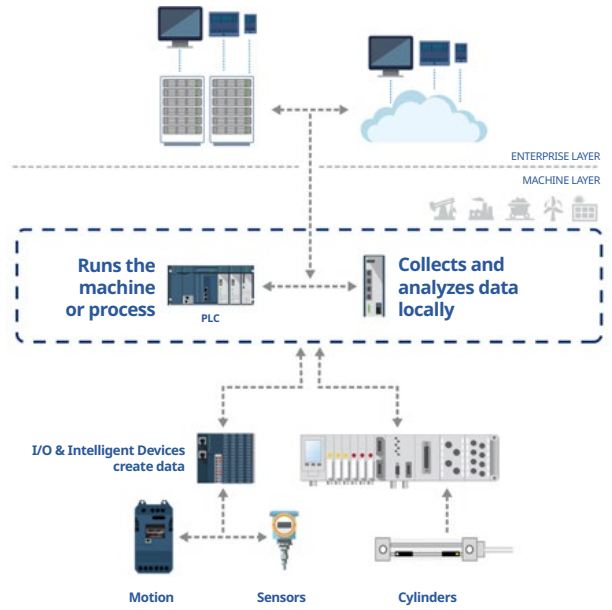 ENTERPRISE LAYER
MACHINE LAYER
Runs the
machine
or process
PLC
Collects and
analyzes data
locally
I/O & Intelligent Devices
create data
Motion
Sensors
Cylinders